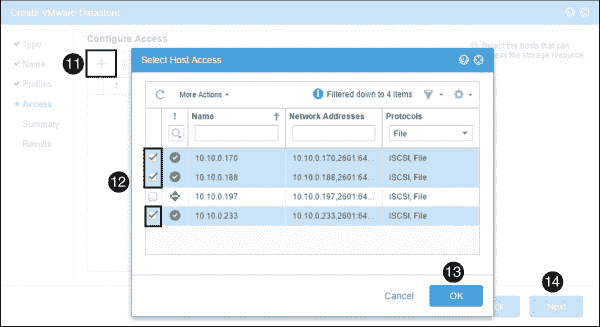 Create VMware Datastore
Type
Name
Profiles
Access
Summary
Results
Configure Access
11
Select the hosts that can
access the storage resource.
Select Host Access
More Actions
Filtered down to 4 items
! Name Network Addresses Protocols
File
12
10.10.0.170 10.10.0.170,2601:64... iSCSI, File
10.10.0.188 10.10.0.188,2601:64... iSCSI, File
10.10.0.197 10.10.0.197,2601:64... iSCSI, File
10.10.0.233 10.10.0.233,2601:64... iSCSI, File
13
Cancel OK
14
Next